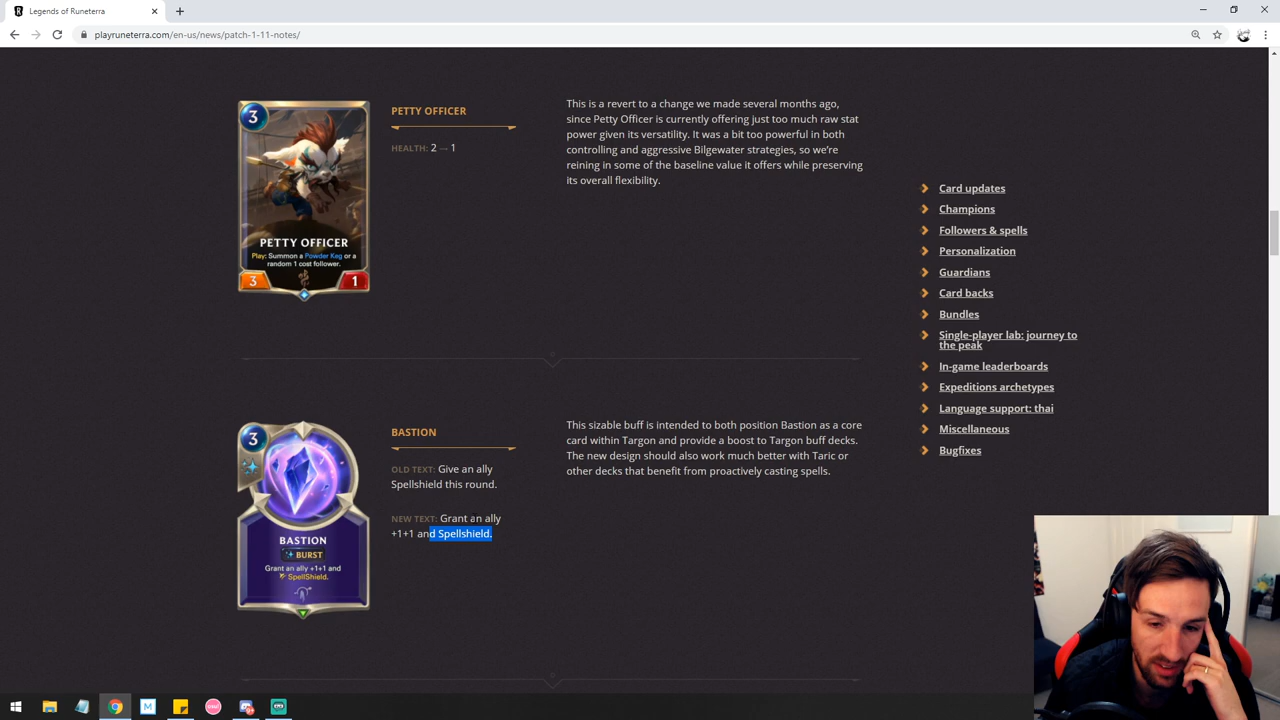 Legends of Runeterra
playruneterra.com/en-us/news/patch-1-11-notes/
3
PETTY OFFICER
Play: Summon a Powder Keg or a
random 1 cost follower.
3
1
PETTY OFFICER
HEALTH: 2 → 1
This is a revert to a change we made several months ago,
since Petty Officer is currently offering just too much raw stat
power given its versatility. It was a bit too powerful in both
controlling and aggressive Bilgewater strategies, so we're
reining in some of the baseline value it offers while preserving
its overall flexibility.
Card updates
Champions
Followers & spells
Personalization
Guardians
Card backs
Bundles
Single-player lab: journey to
the peak
In-game leaderboards
Expeditions archetypes
Language support: thai
Miscellaneous
Bugfixes
3
BASTION
BURST
Grant an ally +1+1 and
SpellShield.
BASTION
OLD TEXT: Give an ally
Spellshield this round.
NEW TEXT: Grant an ally
+1+1 and Spellshield.
This sizable buff is intended to both position Bastion as a core
card within Targon and provide a boost to Targon buff decks.
The new design should also work much better with Taric or
other decks that benefit from proactively casting spells.
M
osu!